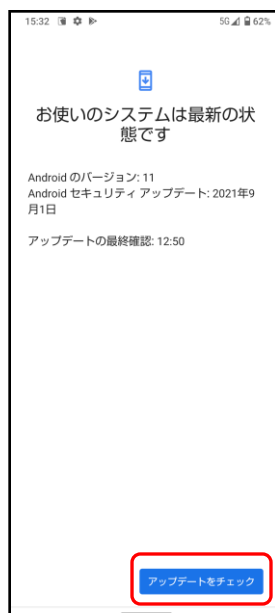 15:32 5G 62%
お使いのシステムは最新の状
態です
Android のバージョン: 11
Android セキュリティ アップデート: 2021年9
月1日
アップデートの最終確認: 12:50
アップデートをチェック